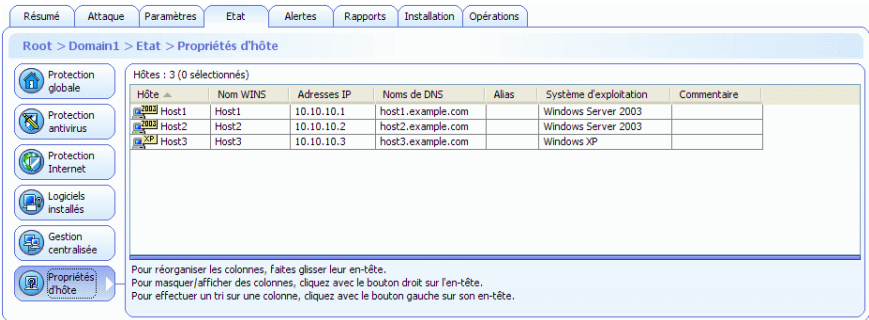 Résumé Attaque Paramètres Etat Alertes Rapports Installation Opérations
Root > Domain1 > Etat > Propriétés d'hôte
Protection
globale
Protection
antivirus
Protection
Internet
Logiciels
installés
Gestion
centralisée
Propriétés
d'hôte
Hôtes : 3 (0 sélectionnés)
Hôte Nom WINS Adresses IP Noms de DNS Alias Système d'exploitation Commentaire
2003 Host1 Host1 10.10.10.1 host1.example.com Windows Server 2003
2003 Host2 Host2 10.10.10.2 host2.example.com Windows Server 2003
XP Host3 Host3 10.10.10.3 host3.example.com Windows XP
Pour réorganiser les colonnes, faites glisser leur en-tête.
Pour masquer/afficher des colonnes, cliquez avec le bouton droit sur l'en-tête.
Pour effectuer un tri sur une colonne, cliquez avec le bouton gauche sur son en-tête.